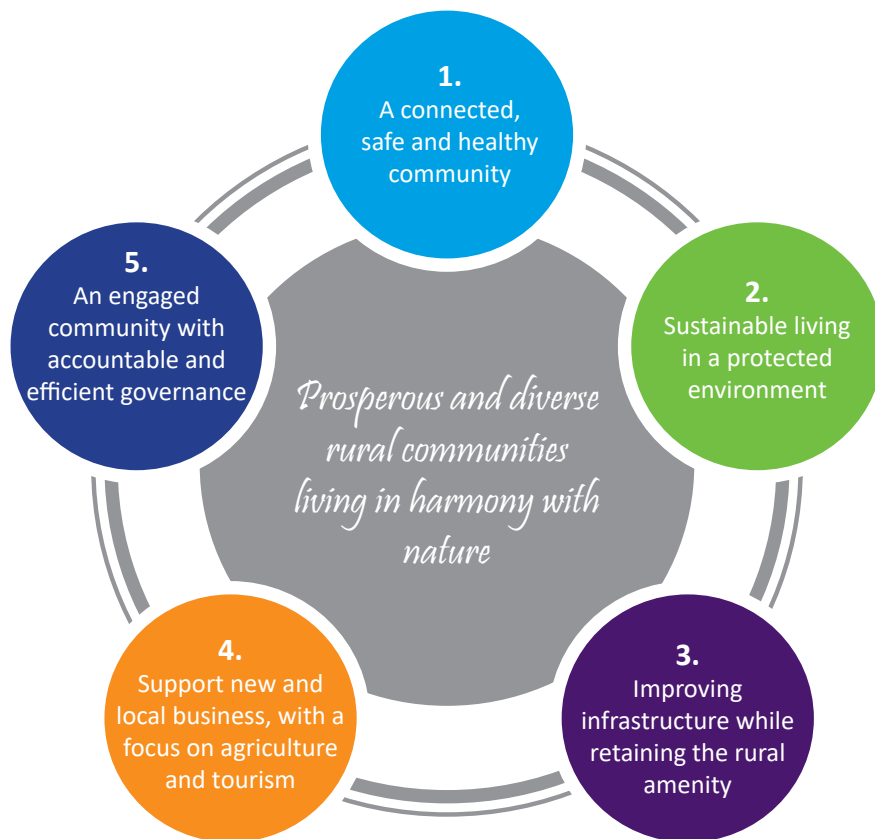 1.
A connected,
safe and healthy
community
2.
Sustainable living
in a protected
environment
3.
Improving
infrastructure while
retaining the rural
amenity
4.
Support new and
local business, with a
focus on agriculture
and tourism
5.
An engaged
community with
accountable and
efficient governance
Prosperous and diverse
rural communities
living in harmony with
nature